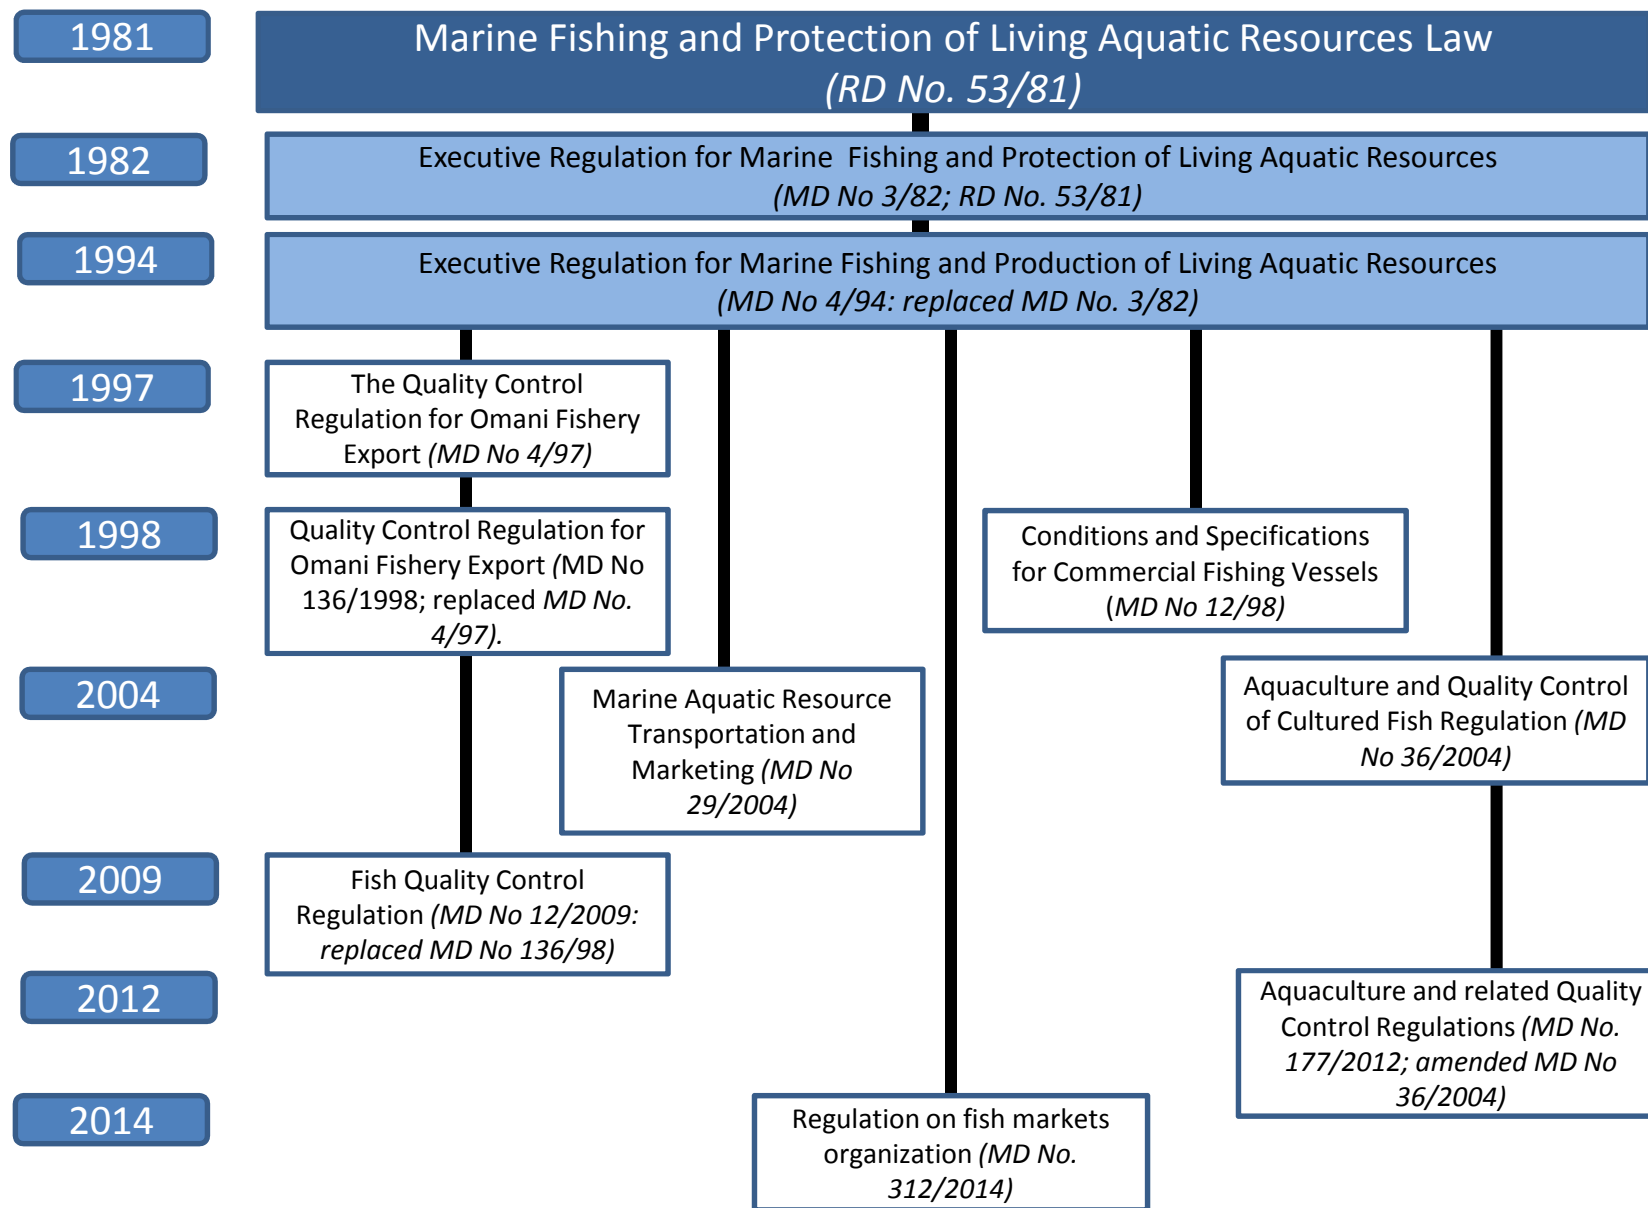 1981
Marine Fishing and Protection of Living Aquatic Resources Law
(RD No. 53/81)
1982
Executive Regulation for Marine Fishing and Protection of Living Aquatic Resources
(MD No 3/82; RD No. 53/81)
1994
Executive Regulation for Marine Fishing and Production of Living Aquatic Resources
(MD No 4/94: replaced MD No. 3/82)
1997
The Quality Control
Regulation for Omani Fishery
Export (MD No 4/97)
1998
Quality Control Regulation for
Omani Fishery Export (MD No
136/1998; replaced MD No.
4/97).
Conditions and Specifications
for Commercial Fishing Vessels
(MD No 12/98)
2004
Marine Aquatic Resource
Transportation and
Marketing (MD No
29/2004)
Aquaculture and Quality Control
of Cultured Fish Regulation (MD
No 36/2004)
2009
Fish Quality Control
Regulation (MD No 12/2009:
replaced MD No 136/98)
2012
Aquaculture and related Quality
Control Regulations (MD No.
177/2012; amended MD No
36/2004)
2014
Regulation on fish markets
organization (MD No.
312/2014)